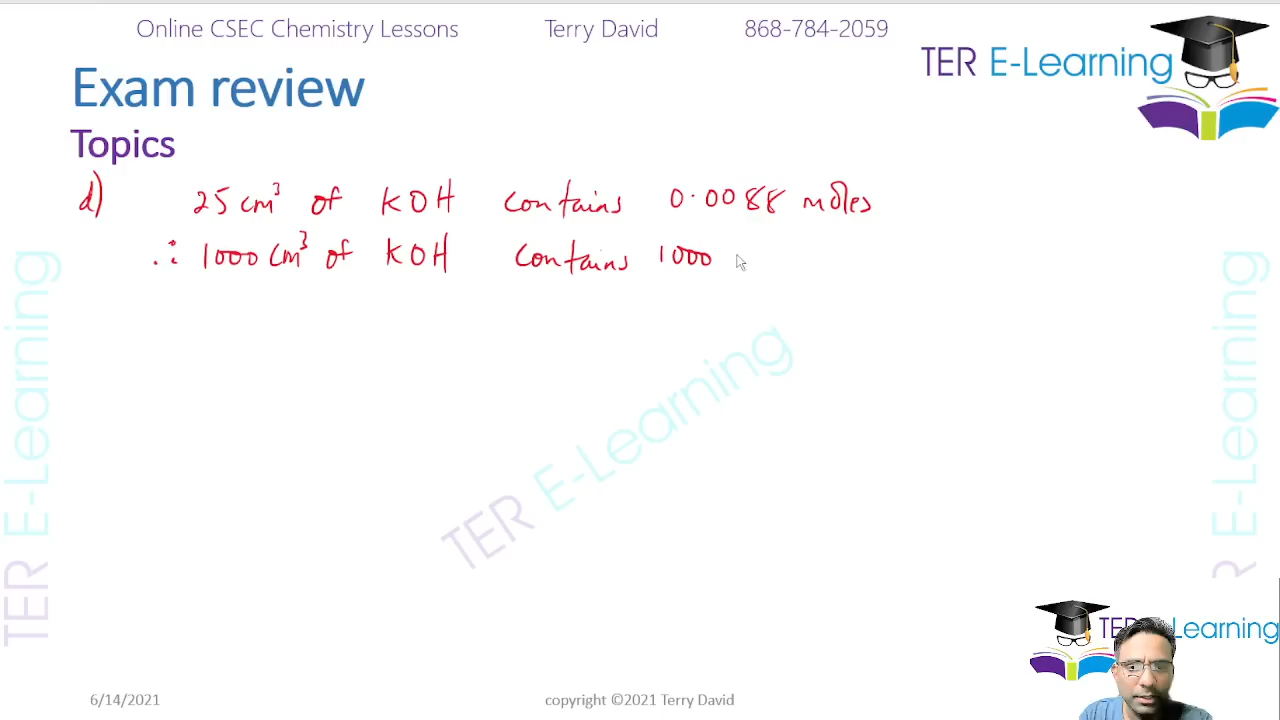 Online CSEC Chemistry Lessons Terry David 868-784-2059
TER E-Learning
Exam review
Topics
d) 25 cm³ of KOH contains 0.0088 moles
∴ 1000 cm³ of KOH contains 1000
TER E-Learning
TER E-Learning
TER E-Learning
TER E-Learning
6/14/2021 copyright ©2021 Terry David